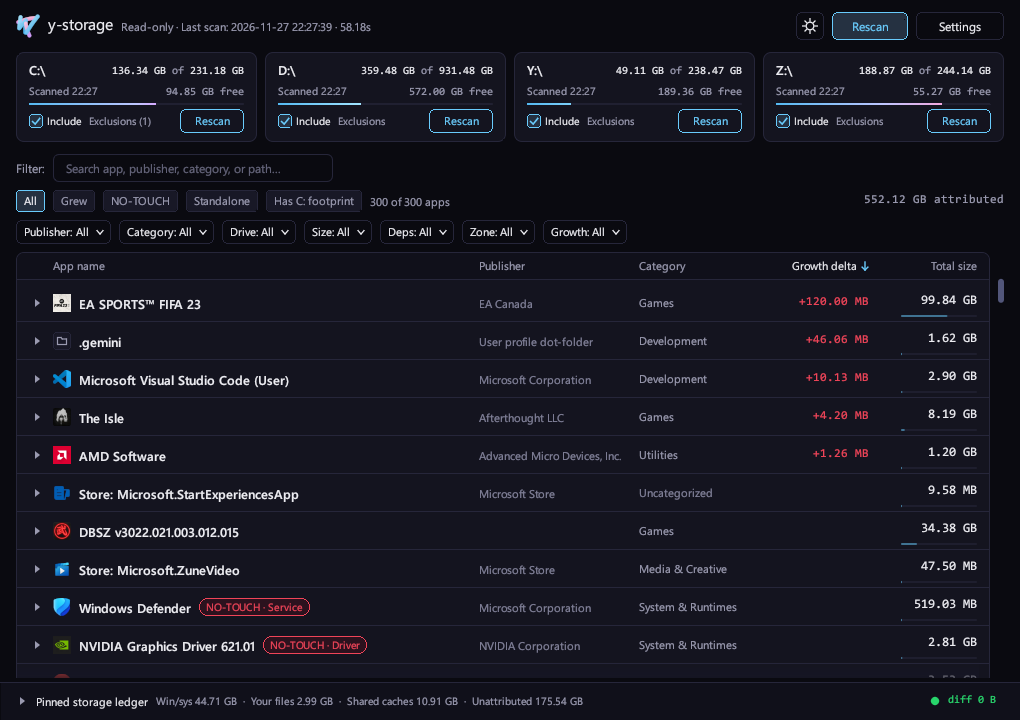 y-storage Read-only · Last scan: 2026-11-27 22:27:39 · 58.18s Rescan Settings
C:\ 136.34 GB of 231.18 GB
Scanned 22:27 94.85 GB free
Include Exclusions (1) Rescan
D:\ 359.48 GB of 931.48 GB
Scanned 22:27 572.00 GB free
Include Exclusions Rescan
Y:\ 49.11 GB of 238.47 GB
Scanned 22:27 189.36 GB free
Include Exclusions Rescan
Z:\ 188.87 GB of 244.14 GB
Scanned 22:27 55.27 GB free
Include Exclusions Rescan
Filter: Search app, publisher, category, or path...
All Grew NO-TOUCH Standalone Has C: footprint 300 of 300 apps 552.12 GB attributed
Publisher: All Category: All Drive: All Size: All Deps: All Zone: All Growth: All
App name Publisher Category Growth delta Total size
EA SPORTS™ FIFA 23 EA Canada Games +120.00 MB 99.84 GB
.gemini User profile dot-folder Development +46.06 MB 1.62 GB
Microsoft Visual Studio Code (User) Microsoft Corporation Development +10.13 MB 2.90 GB
The Isle Afterthought LLC Games +4.20 MB 8.19 GB
AMD Software Advanced Micro Devices, Inc. Utilities +1.26 MB 1.20 GB
Store: Microsoft.StartExperiencesApp Microsoft Store Uncategorized 9.58 MB
DBSZ v3022.021.003.012.015 Games 34.38 GB
Store: Microsoft.ZuneVideo Microsoft Store Media & Creative 47.50 MB
Windows Defender NO-TOUCH · Service Microsoft Corporation System & Runtimes 519.03 MB
NVIDIA Graphics Driver 621.01 NO-TOUCH · Driver NVIDIA Corporation System & Runtimes 2.81 GB
Pinned storage ledger Win/sys 44.71 GB · Your files 2.99 GB · Shared caches 10.91 GB · Unattributed 175.54 GB diff 0 B